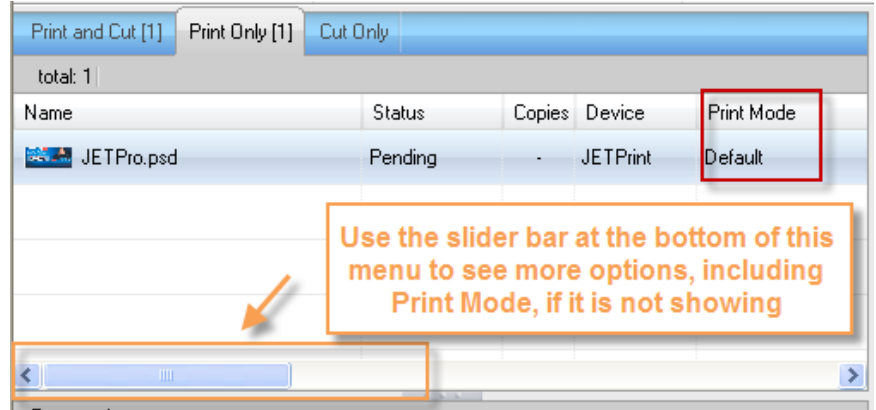 Print and Cut [1] Print Only [1] Cut Only
total: 1
Name Status Copies Device Print Mode
JETPro.psd Pending - JETPrint Default
Use the slider bar at the bottom of this
menu to see more options, including
Print Mode, if it is not showing